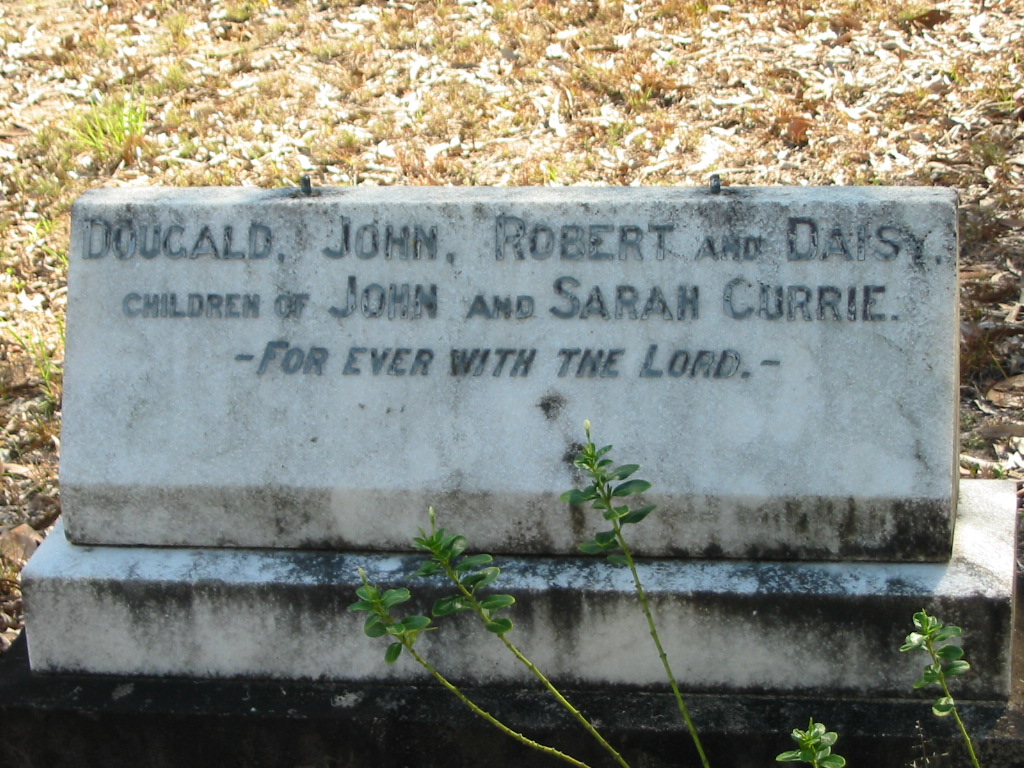 DOUGALD, JOHN, ROBERT AND DAISY,
CHILDREN OF JOHN AND SARAH CURRIE.
- FOR EVER WITH THE LORD. -